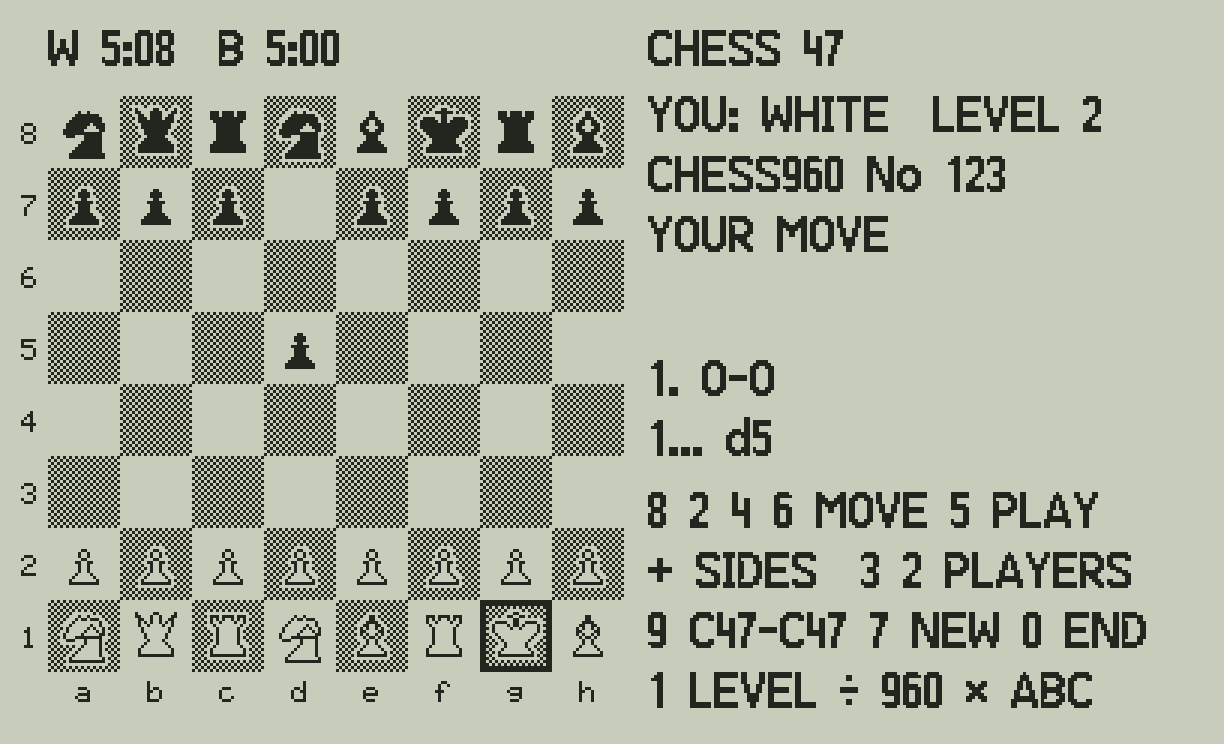 W 5:08 B 5:00
8
7
6
5
4
3
2
1
a b c d e f g h
CHESS 47
YOU: WHITE LEVEL 2
CHESS960 No 123
YOUR MOVE
1. O-O
1... d5
8 2 4 6 MOVE 5 PLAY
+ SIDES 3 2 PLAYERS
9 C47-C47 7 NEW 0 END
1 LEVEL ÷ 960 × ABC